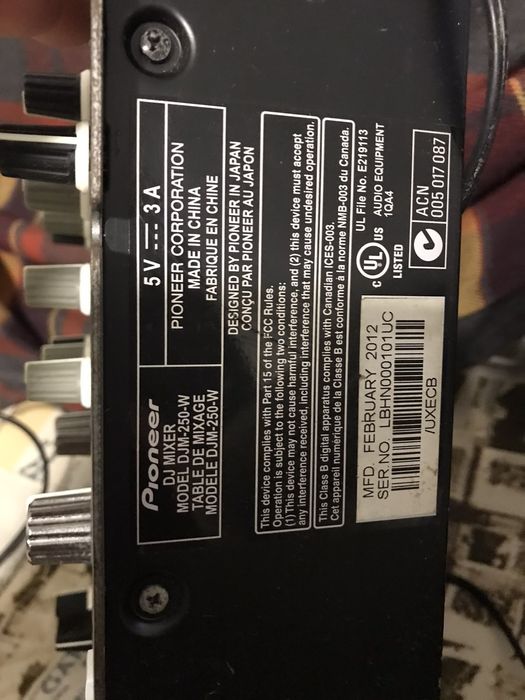 Pioneer
DJ MIXER
MODEL DJM-250-W
TABLE DE MIXAGE
MODELE DJM-250-W
5 V ⎓ 3 A
PIONEER CORPORATION
MADE IN CHINA
FABRIQUE EN CHINE
DESIGNED BY PIONEER IN JAPAN
CONÇU PAR PIONEER AU JAPON
This device complies with Part 15 of the FCC Rules.
Operation is subject to the following two conditions:
(1) This device may not cause harmful interference, and (2) this device must accept
any interference received, including interference that may cause undesired operation.
This Class B digital apparatus complies with Canadian ICES-003.
Cet appareil numérique de la Classe B est conforme à la norme NMB-003 du Canada.
MFD. FEBRUARY 2012
SER NO. LBHN000101UC
/UXECB
C UL US
LISTED
UL File No. E219113
AUDIO EQUIPMENT
1QA4
ACN
005 017 087